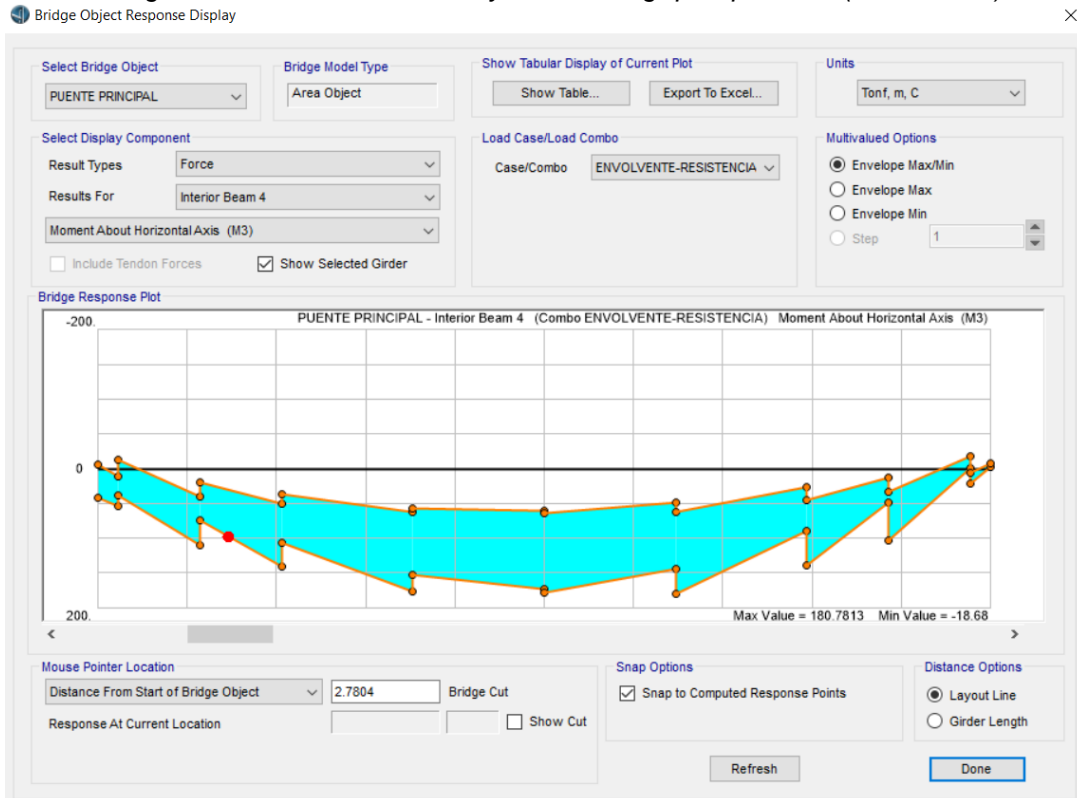 Bridge Object Response Display
Select Bridge Object
PUENTE PRINCIPAL
Bridge Model Type
Area Object
Show Tabular Display of Current Plot
Show Table...
Export To Excel...
Units
Tonf, m, C
Select Display Component
Result Types
Force
Results For
Interior Beam 4
Moment About Horizontal Axis (M3)
Include Tendon Forces
Show Selected Girder
Load Case/Load Combo
Case/Combo
ENVOLVENTE-RESISTENCIA
Multivalued Options
Envelope Max/Min
Envelope Max
Envelope Min
Step
1
Bridge Response Plot
-200.
PUENTE PRINCIPAL - Interior Beam 4 (Combo ENVOLVENTE-RESISTENCIA) Moment About Horizontal Axis (M3)
0
200.
Max Value = 180.7813 Min Value = -18.68
Mouse Pointer Location
Distance From Start of Bridge Object
2.7804
Bridge Cut
Response At Current Location
Show Cut
Snap Options
Snap to Computed Response Points
Distance Options
Layout Line
Girder Length
Refresh
Done